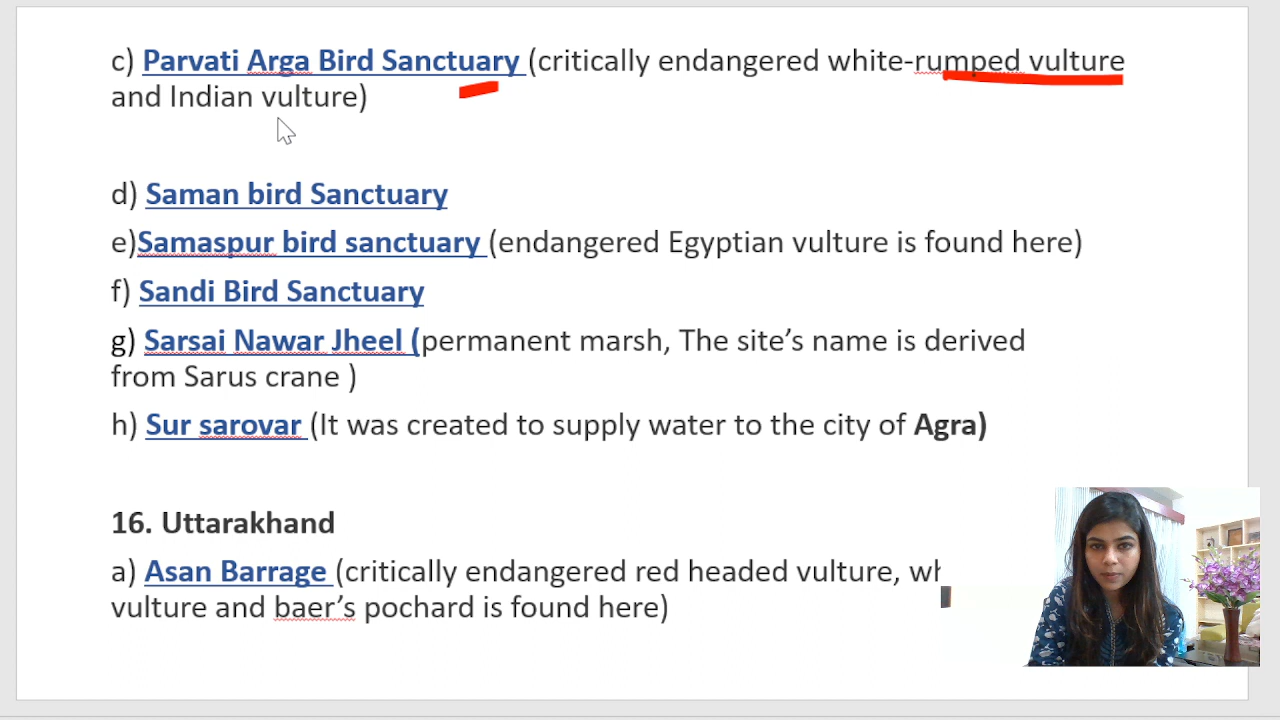 c) Parvati Arga Bird Sanctuary (critically endangered white-rumped vulture
and Indian vulture)
d) Saman bird Sanctuary
e)Samaspur bird sanctuary (endangered Egyptian vulture is found here)
f) Sandi Bird Sanctuary
g) Sarsai Nawar Jheel (permanent marsh, The site’s name is derived
from Sarus crane )
h) Sur sarovar (It was created to supply water to the city of Agra)
16. Uttarakhand
a) Asan Barrage (critically endangered red headed vulture,
vulture and baer’s pochard is found here)